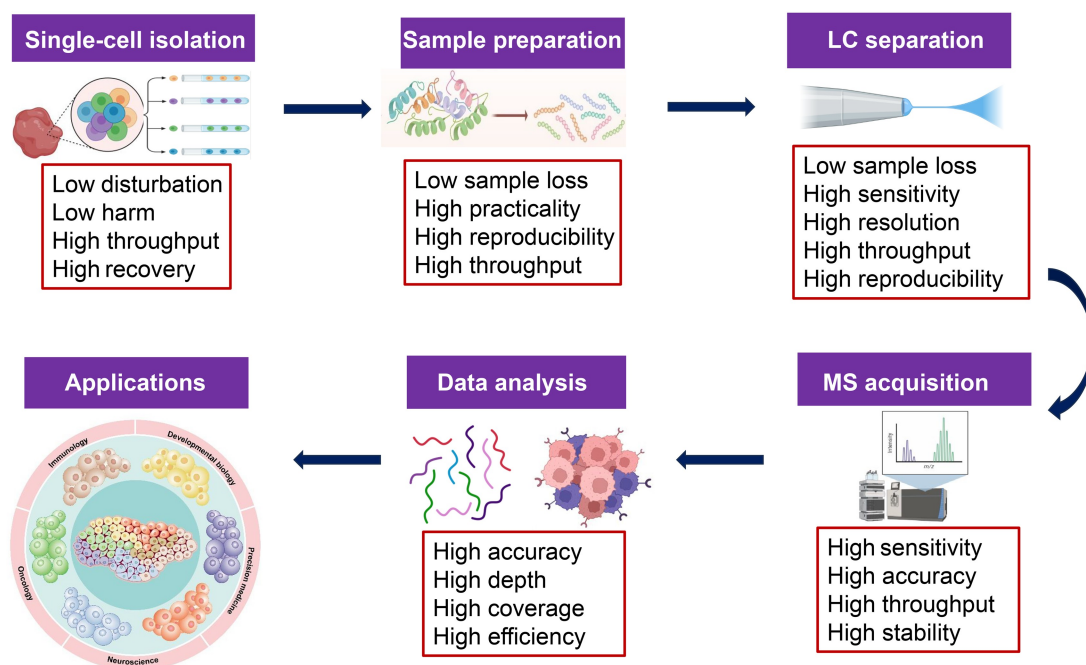 Single-cell isolation
Low disturbation
Low harm
High throughput
High recovery
Sample preparation
Low sample loss
High practicality
High reproducibility
High throughput
LC separation
Low sample loss
High sensitivity
High resolution
High throughput
High reproducibility
MS acquisition
Intensity
m/z
High sensitivity
High accuracy
High throughput
High stability
Data analysis
High accuracy
High depth
High coverage
High efficiency
Applications
Immunology
Developmental biology
Precision medicine
Neuroscience
Oncology